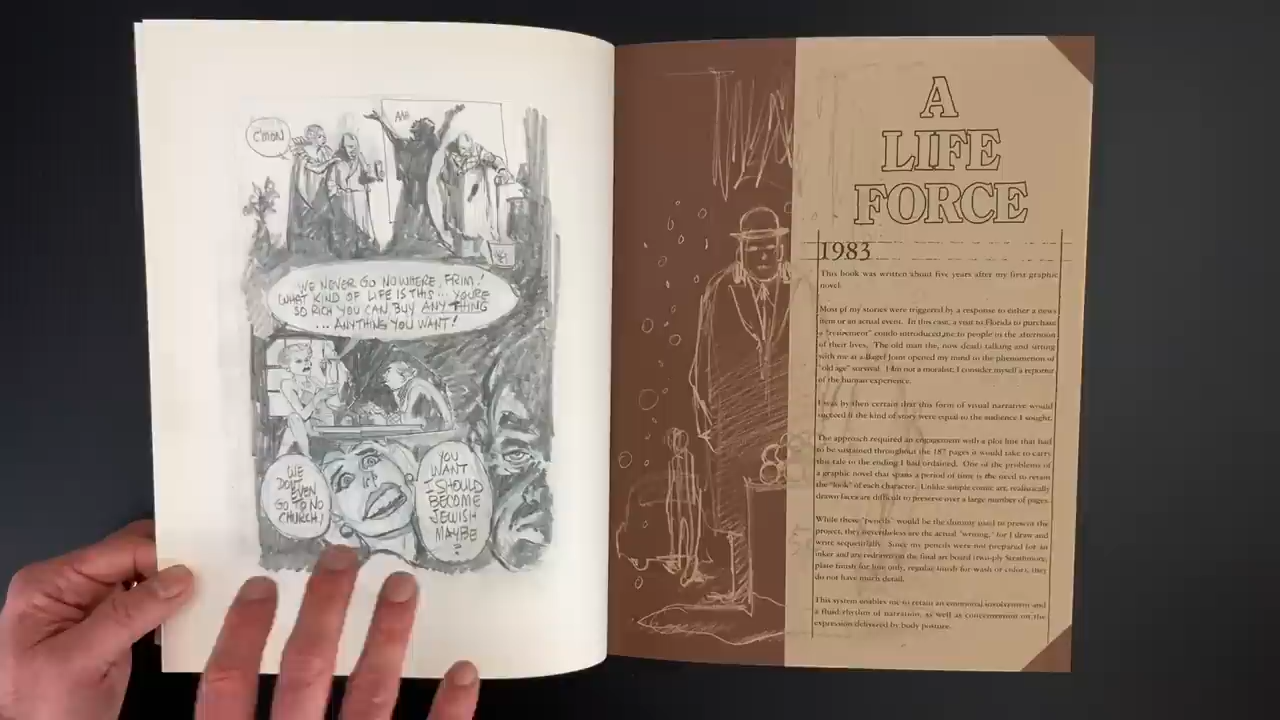 C'MON
AAH
WE NEVER GO NOWHERE, FRIM!
WHAT KIND OF LIFE IS THIS... YOU'RE
SO RICH YOU CAN BUY ANYTHING
... ANYTHING YOU WANT!
WE
DON'T
EVEN
GO TO NO
CHURCH!
YOU
WANT
I SHOULD
BECOME
JEWISH
MAYBE
?
A
LIFE
FORCE
1983
This book was written about five years after my first graphic
novel.
Most of my stories were triggered by a response to either a news
item or an actual event. In this case, a visit to Florida to purchase
a "retirement" condo introduced me to people in the afternoon
of their lives. The old man the, now dead, talking and sitting
with me at a Bagel Joint opened my mind to the phenomenon of
"old age" survival. I am not a moralist, I consider myself a reporter
of the human experience.
I was by then certain that this form of visual narrative would
succeed if the kind of story were equal to the audience I sought.
The approach required an engagement with a plot line that had
to be sustained throughout the 187 pages it would take to carry
this tale to the ending I had ordained. One of the problems of
a graphic novel that spans a period of time is the need to retain
the "look" of each character. Unlike simple comic art, realistically
drawn faces are difficult to preserve over a large number of pages.
While these "pencils" would be the dummy used to present the
project, they nevertheless are the actual "writing," for I draw and
write sequentially. Since my pencils were not prepared for an
inker and are redrawn on the final art board (two-ply Strathmore,
plate finish for line only, regular finish for wash or color), they
do not have much detail.
This system enables me to retain an emotional involvement and
a fluid rhythm of narration, as well as concentration on the
expression delivered by body posture.